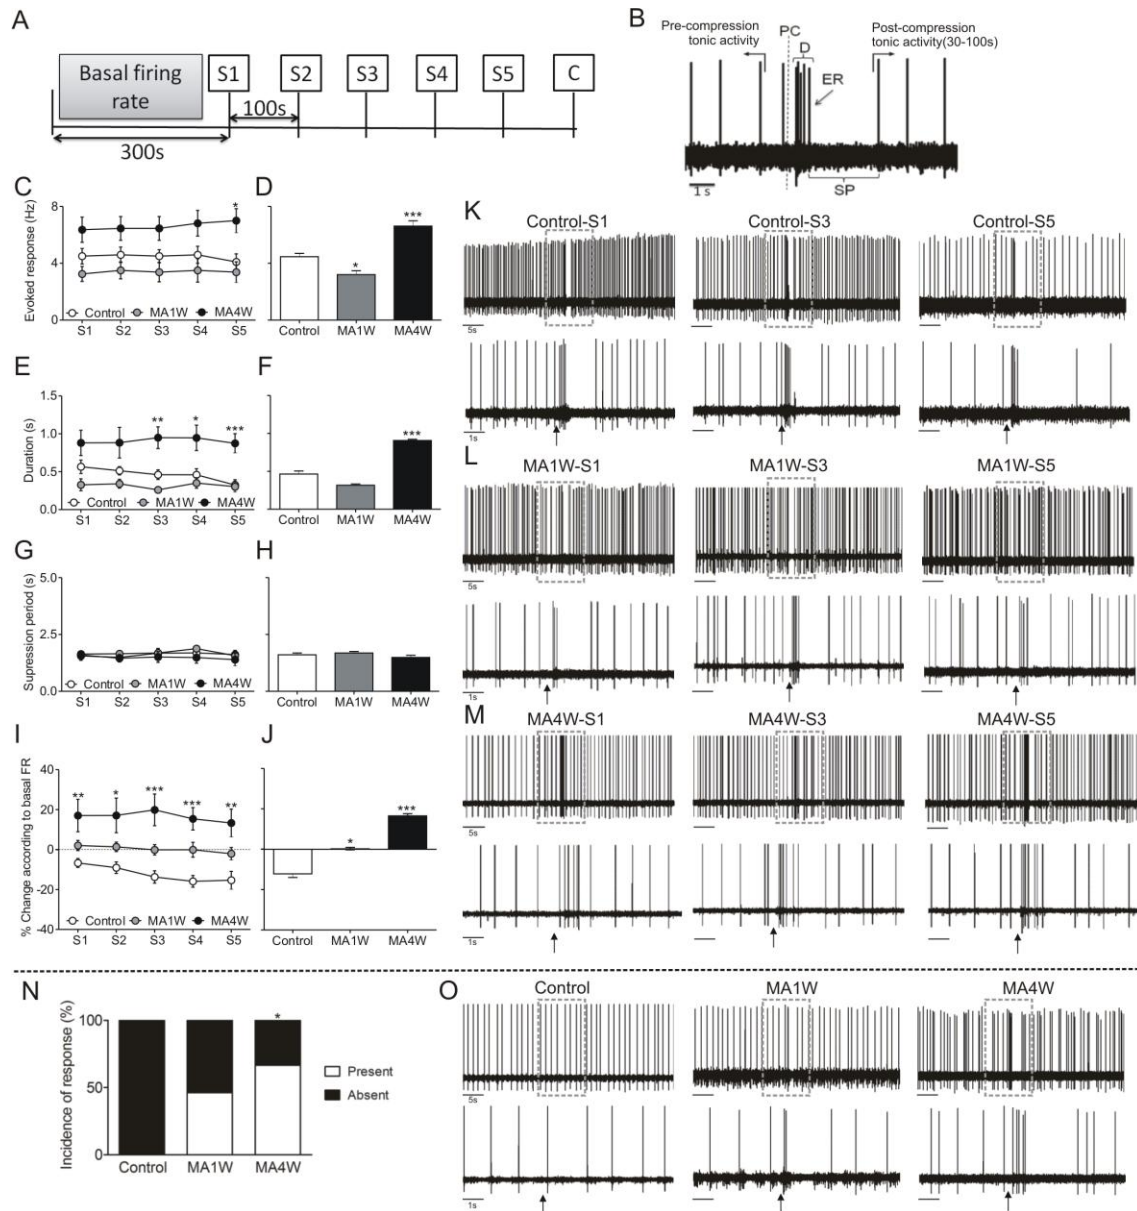 A
Basal firing
rate
S1
S2
S3
S4
S5
C
100s
300s
B
Pre-compression
tonic activity
PC
D
Post-compression
tonic activity(30-100s)
ER
SP
1 s
C
Evoked response (Hz)
8
4
0
Control MA1W MA4W
S1 S2 S3 S4 S5
*
D
*
***
Control MA1W MA4W
E
Duration (s)
1.5
1.0
0.5
0.0
** * ***
Control MA1W MA4W
S1 S2 S3 S4 S5
F
***
Control MA1W MA4W
G
Supression period (s)
5.0
2.5
0.0
Control MA1W MA4W
S1 S2 S3 S4 S5
H
Control MA1W MA4W
I
% Change according to basal FR
40
20
0
-20
-40
** * *** *** **
Control MA1W MA4W
S1 S2 S3 S4 S5
J
*
***
Control MA1W MA4W
K
Control-S1 Control-S3 Control-S5
5s
1s
L
MA1W-S1 MA1W-S3 MA1W-S5
5s
1s
M
MA4W-S1 MA4W-S3 MA4W-S5
5s
1s
N
Incidence of response (%)
100
50
0
*
Present
Absent
Control MA1W MA4W
O
Control MA1W MA4W
5s
1s